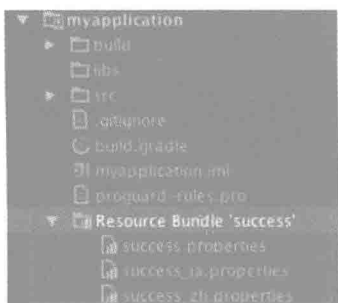 myapplication
build
libs
src
.gitignore
build.gradle
myapplication.iml
proguard-rules.pro
Resource Bundle 'success'
success.properties
success_ja.properties
success_zh.properties